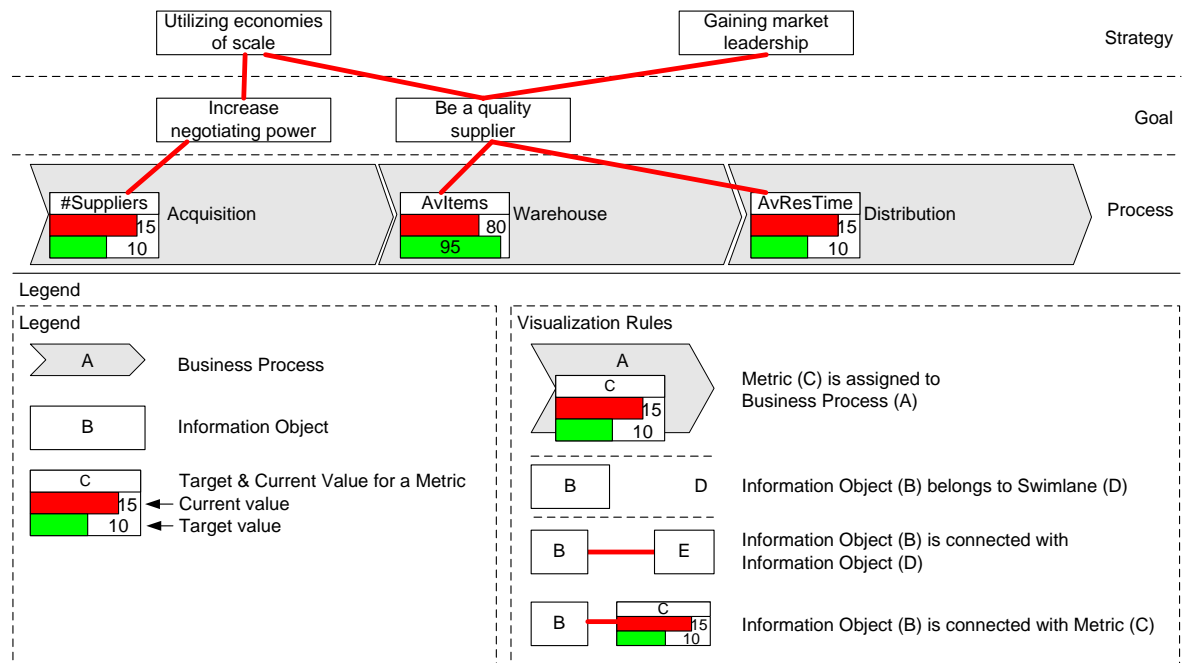 Utilizing economies
of scale
Gaining market
leadership
Strategy
Increase
negotiating power
Be a quality
supplier
Goal
#Suppliers
15
10
Acquisition
AvItems
80
95
Warehouse
AvResTime
15
10
Distribution
Process
Legend
Legend
A
Business Process
B
Information Object
C
15
10
Target & Current Value for a Metric
Current value
Target value
Visualization Rules
A
C
15
10
Metric (C) is assigned to
Business Process (A)
B
D
Information Object (B) belongs to Swimlane (D)
B
E
Information Object (B) is connected with
Information Object (D)
B
C
15
10
Information Object (B) is connected with Metric (C)